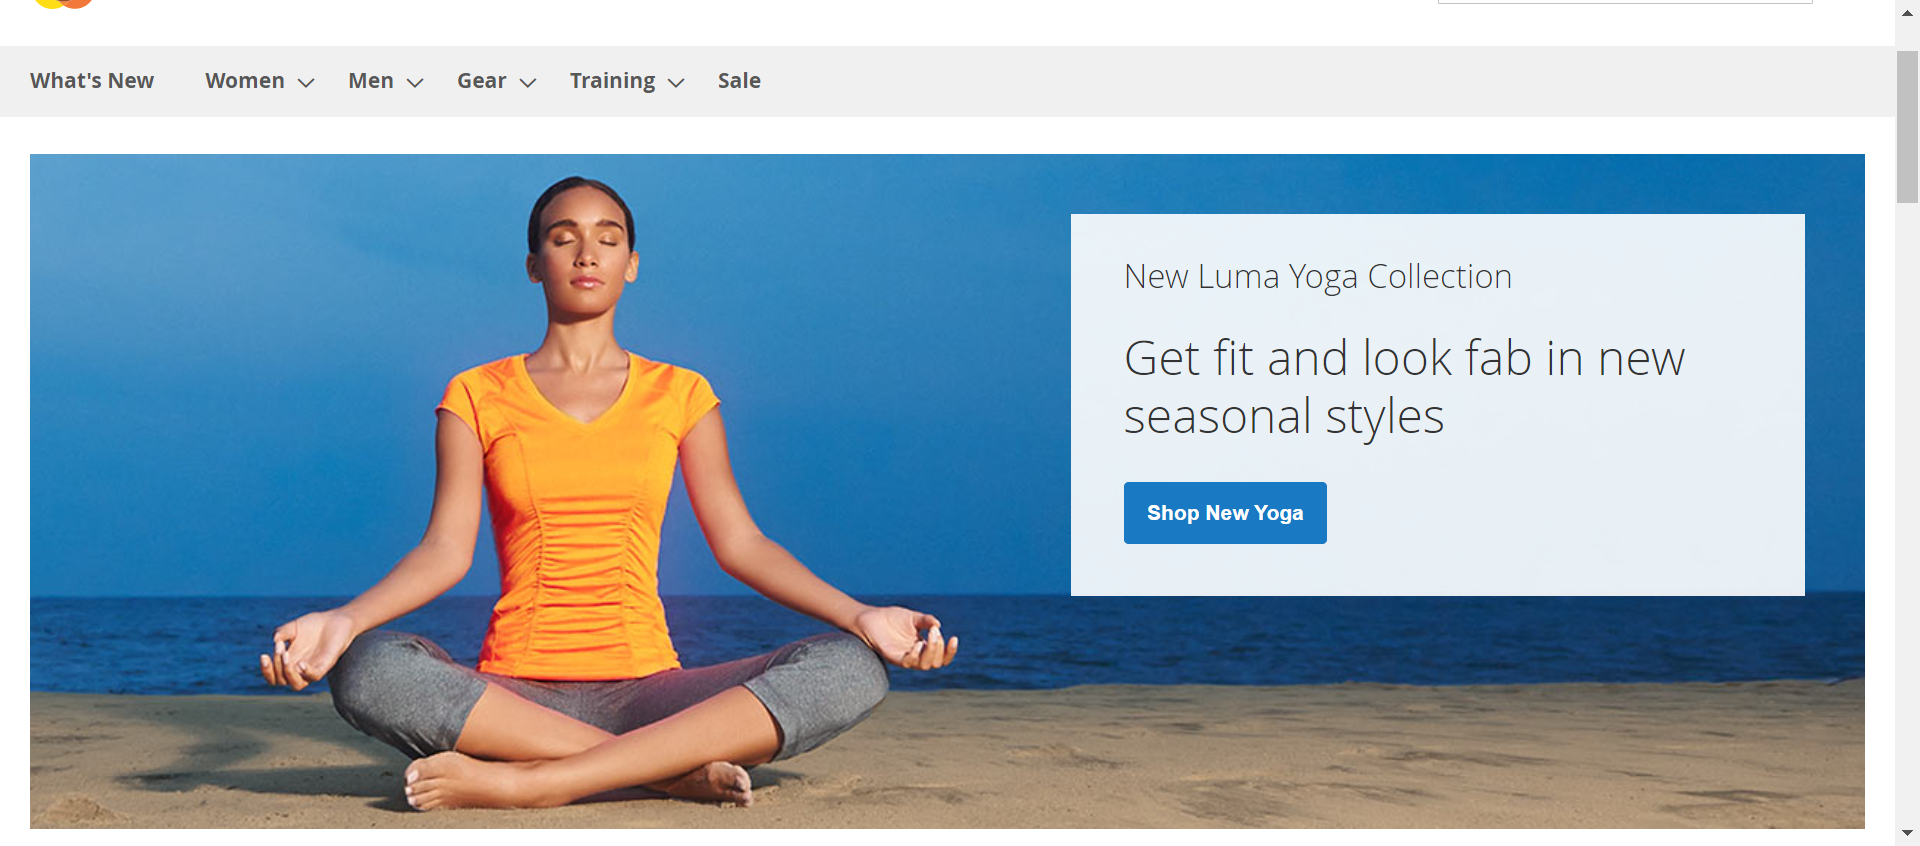 What's New Women Men Gear Training Sale
New Luma Yoga Collection
Get fit and look fab in new
seasonal styles
Shop New Yoga